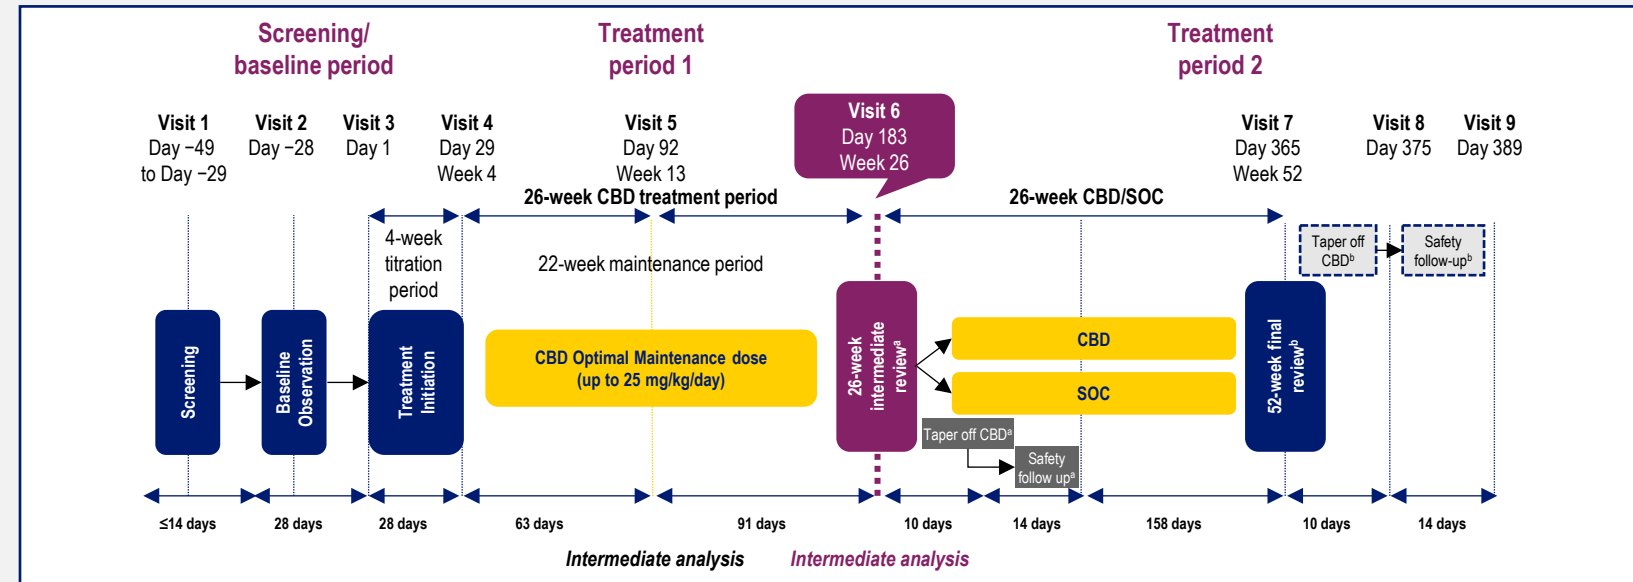 Screening/
baseline period
Treatment
period 1
Treatment
period 2
Visit 1
Day −49
to Day −29
Visit 2
Day −28
Visit 3
Day 1
Visit 4
Day 29
Week 4
Visit 5
Day 92
Week 13
Visit 6
Day 183
Week 26
Visit 7
Day 365
Week 52
Visit 8
Day 375
Visit 9
Day 389
26-week CBD treatment period
26-week CBD/SOC
4-week
titration
period
22-week maintenance period
Taper off
CBDᵇ
Safety
follow-upᵇ
Screening
Baseline
Observation
Treatment
Initiation
CBD Optimal Maintenance dose
(up to 25 mg/kg/day)
26-week
intermediate
reviewᵃ
CBD
SOC
52-week final
reviewᵇ
Taper off CBDᵃ
Safety
follow upᵃ
≤14 days
28 days
28 days
63 days
91 days
10 days
14 days
158 days
10 days
14 days
Intermediate analysis
Intermediate analysis